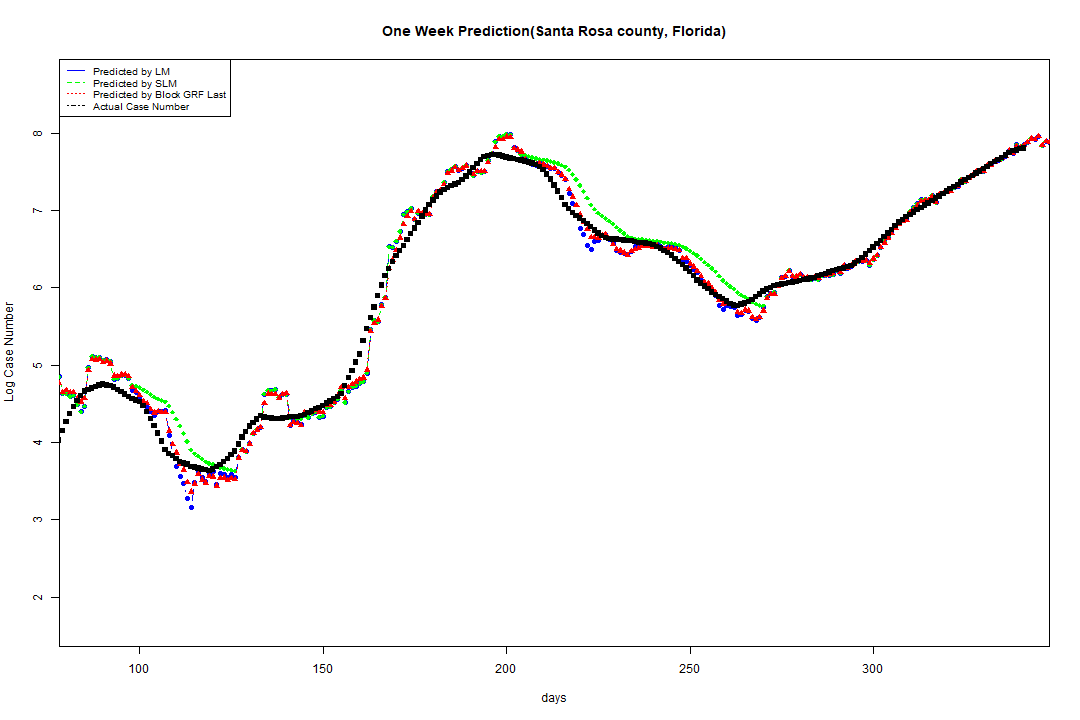 One Week Prediction(Santa Rosa county, Florida)
Predicted by LM
Predicted by SLM
Predicted by Block GRF Last
Actual Case Number
8
7
6
5
4
3
2
Log Case Number
100 150 200 250 300
days